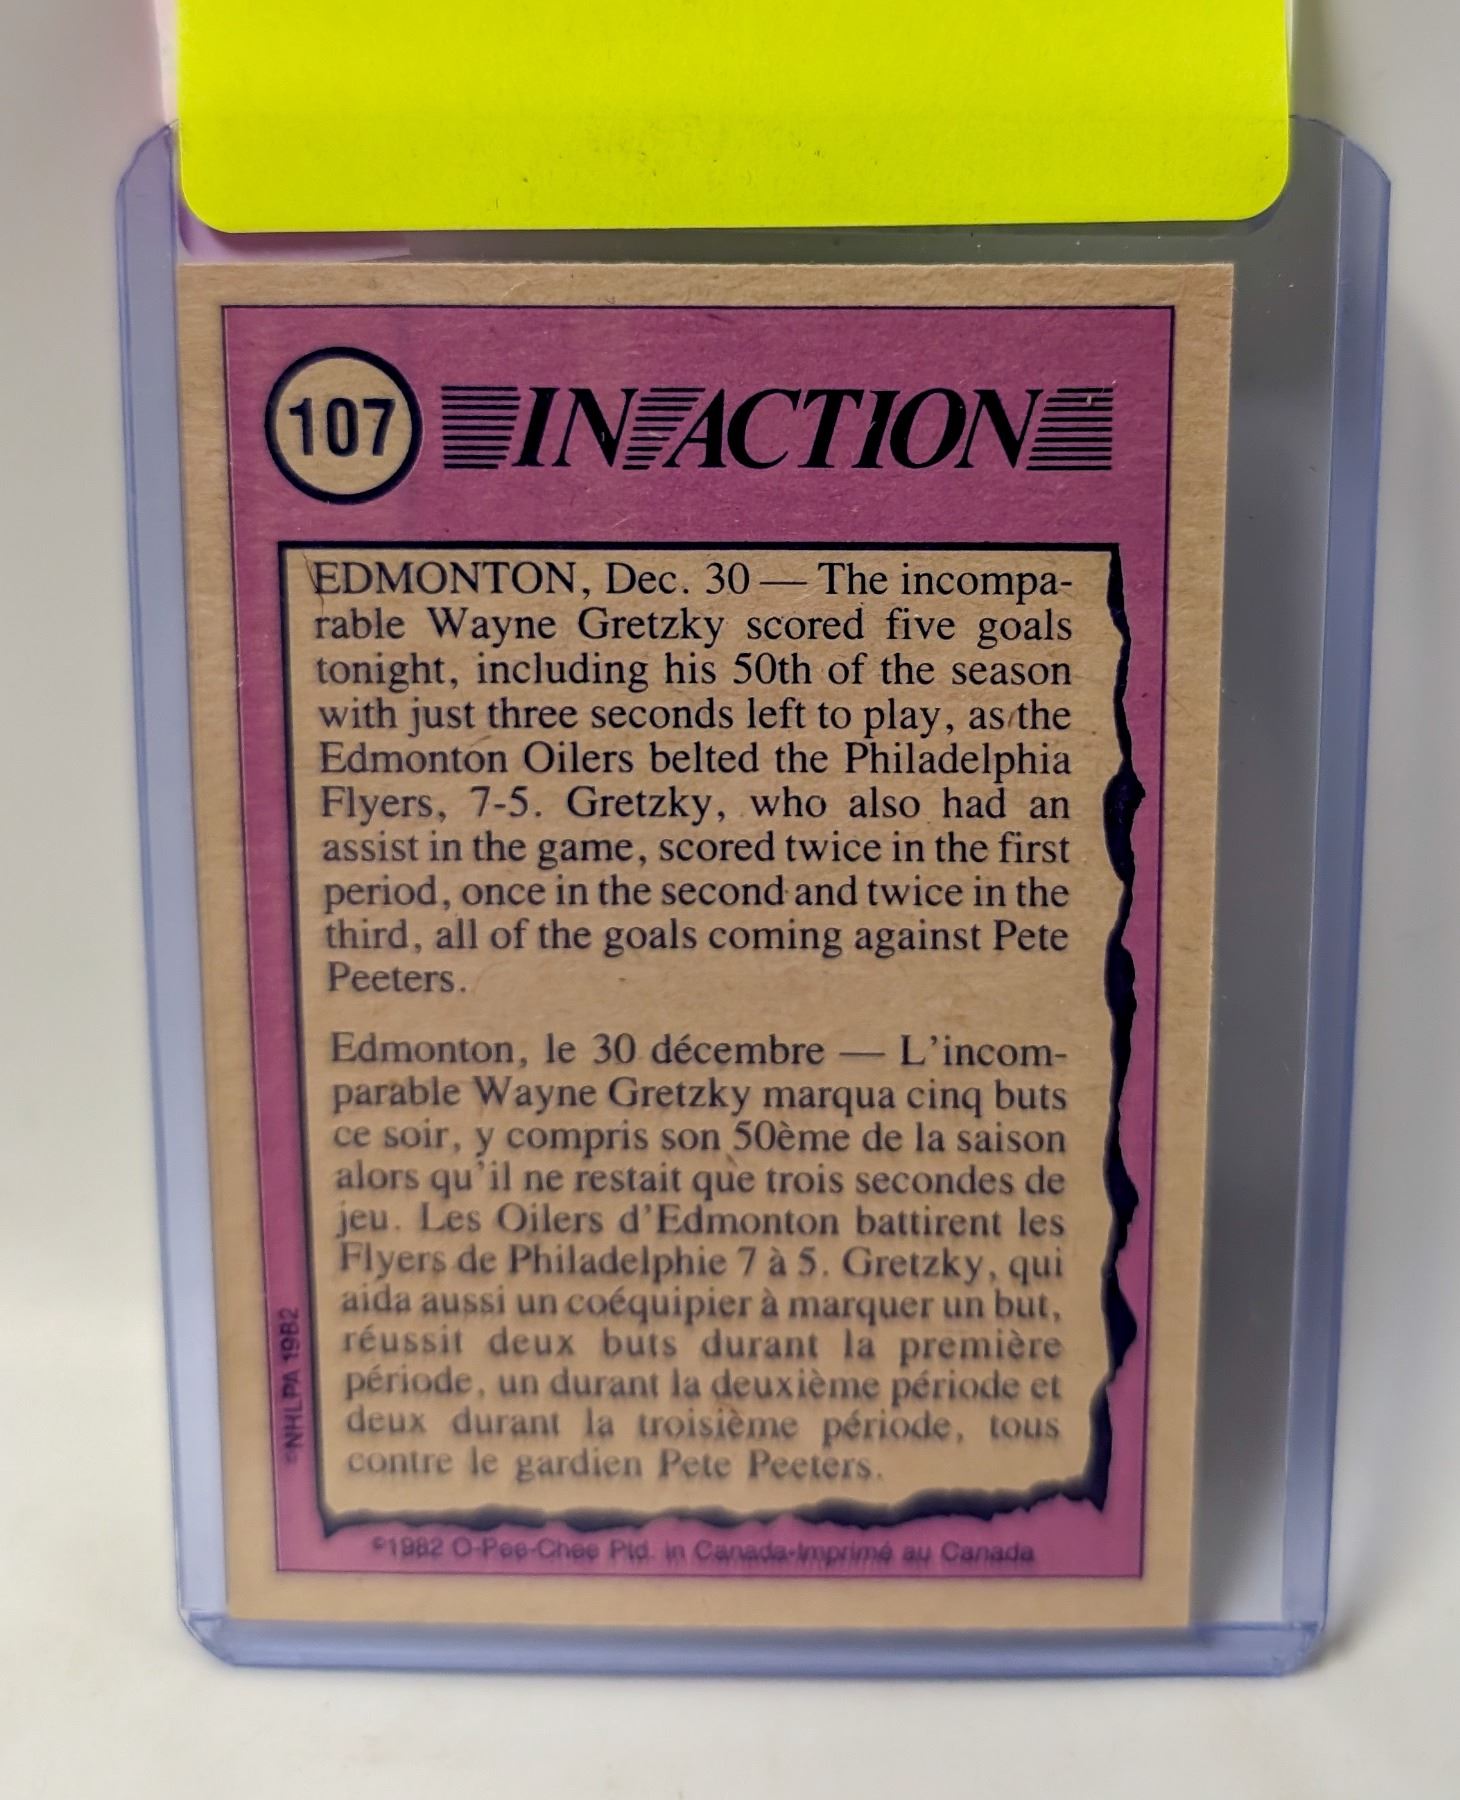 107 IN ACTION
EDMONTON, Dec. 30 — The incompa-
rable Wayne Gretzky scored five goals
tonight, including his 50th of the season
with just three seconds left to play, as the
Edmonton Oilers belted the Philadelphia
Flyers, 7-5. Gretzky, who also had an
assist in the game, scored twice in the first
period, once in the second and twice in the
third, all of the goals coming against Pete
Peeters.
Edmonton, le 30 décembre — L'incom-
parable Wayne Gretzky marqua cinq buts
ce soir, y compris son 50ème de la saison
alors qu'il ne restait que trois secondes de
jeu. Les Oilers d'Edmonton battirent les
Flyers de Philadelphie 7 à 5. Gretzky, qui
aida aussi un coéquipier à marquer un but,
réussit deux buts durant la première
période, un durant la deuxième période et
deux durant la troisième période, tous
contre le gardien Pete Peeters.
©NHLPA 1982
©1982 O-Pee-Chee Ptd. in Canada-Imprimé au Canada